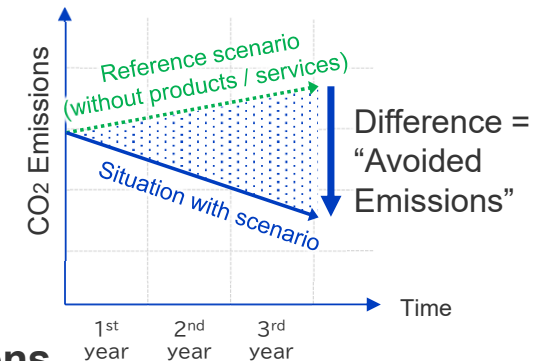 Reference scenario
(without products / services)
CO2 Emissions
Situation with scenario
Difference =
“Avoided
Emissions”
Time
1st
year
2nd
year
3rd
year